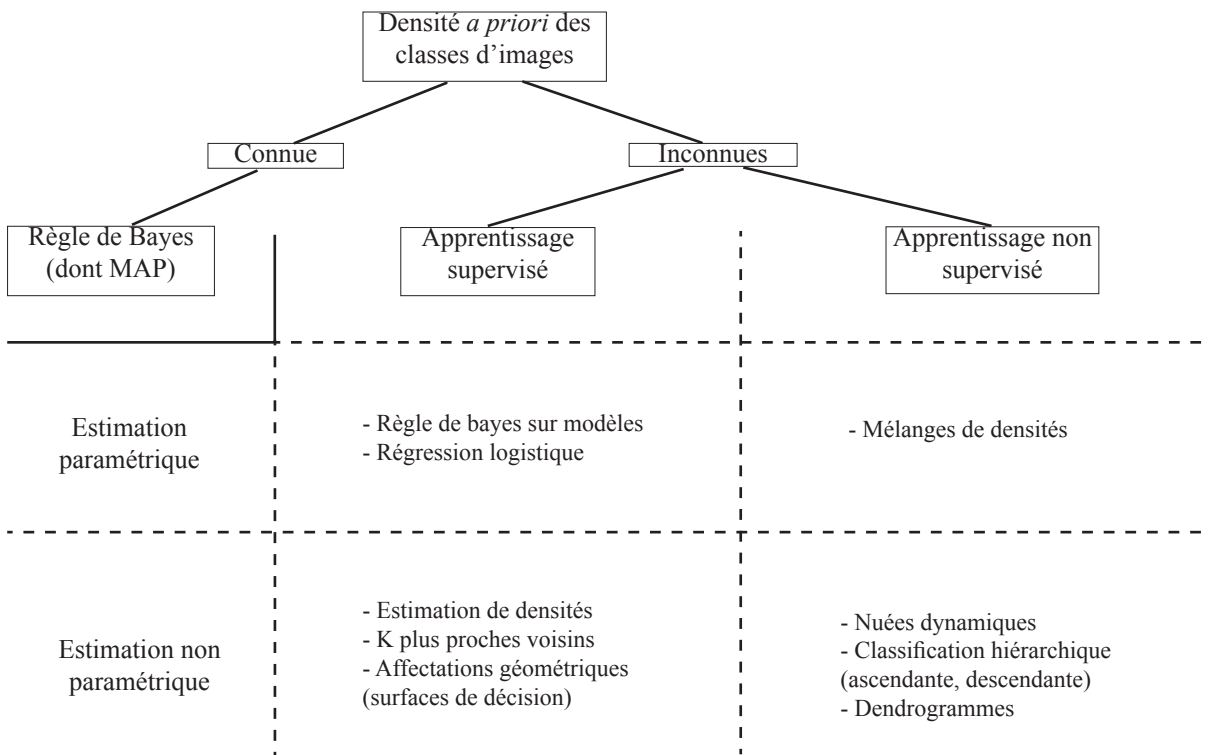 Densité a priori des
classes d’images
Connue
Inconnues
Règle de Bayes
(dont MAP)
Apprentissage
supervisé
Apprentissage non
supervisé
Estimation
paramétrique
- Règle de bayes sur modèles
- Régression logistique
- Mélanges de densités
Estimation non
paramétrique
- Estimation de densités
- K plus proches voisins
- Affectations géométriques
(surfaces de décision)
- Nuées dynamiques
- Classification hiérarchique
(ascendante, descendante)
- Dendrogrammes